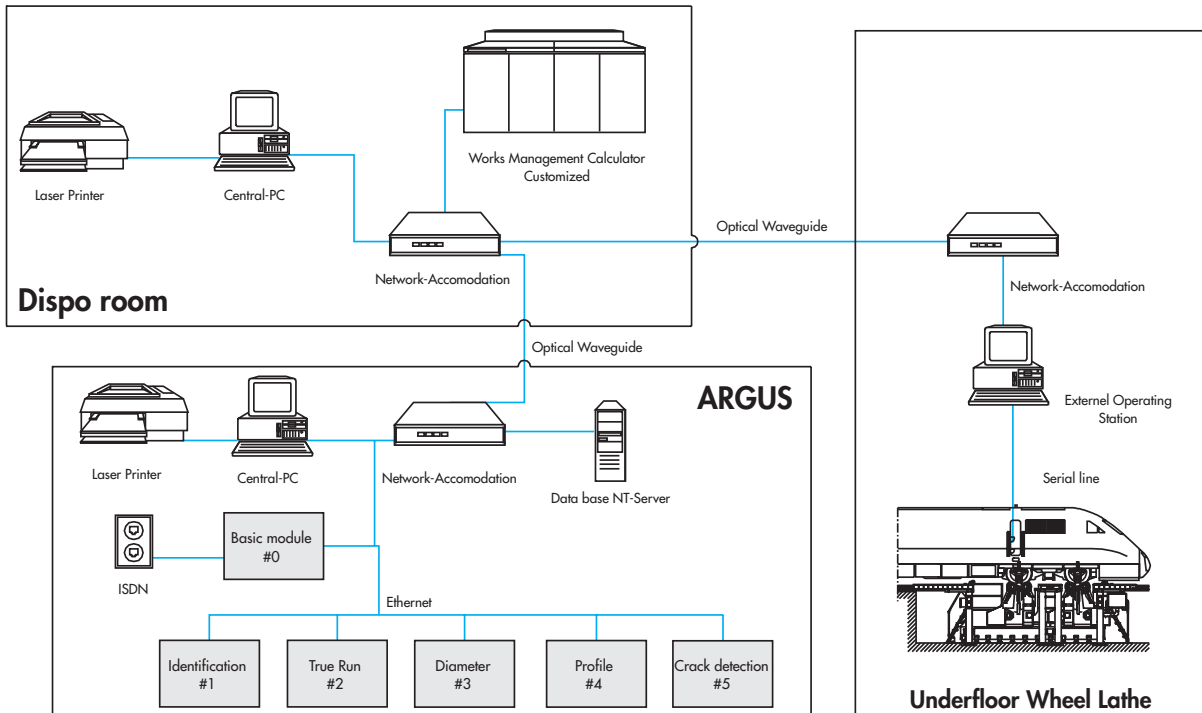 Works Management Calculator
Customized
Laser Printer
Central-PC
Network-Accomodation
Dispo room
Optical Waveguide
Optical Waveguide
Network-Accomodation
Externel Operating
Station
Serial line
Underfloor Wheel Lathe
ARGUS
Laser Printer
Central-PC
Network-Accomodation
Data base NT-Server
ISDN
Basic module
#0
Ethernet
Identification
#1
True Run
#2
Diameter
#3
Profile
#4
Crack detection
#5